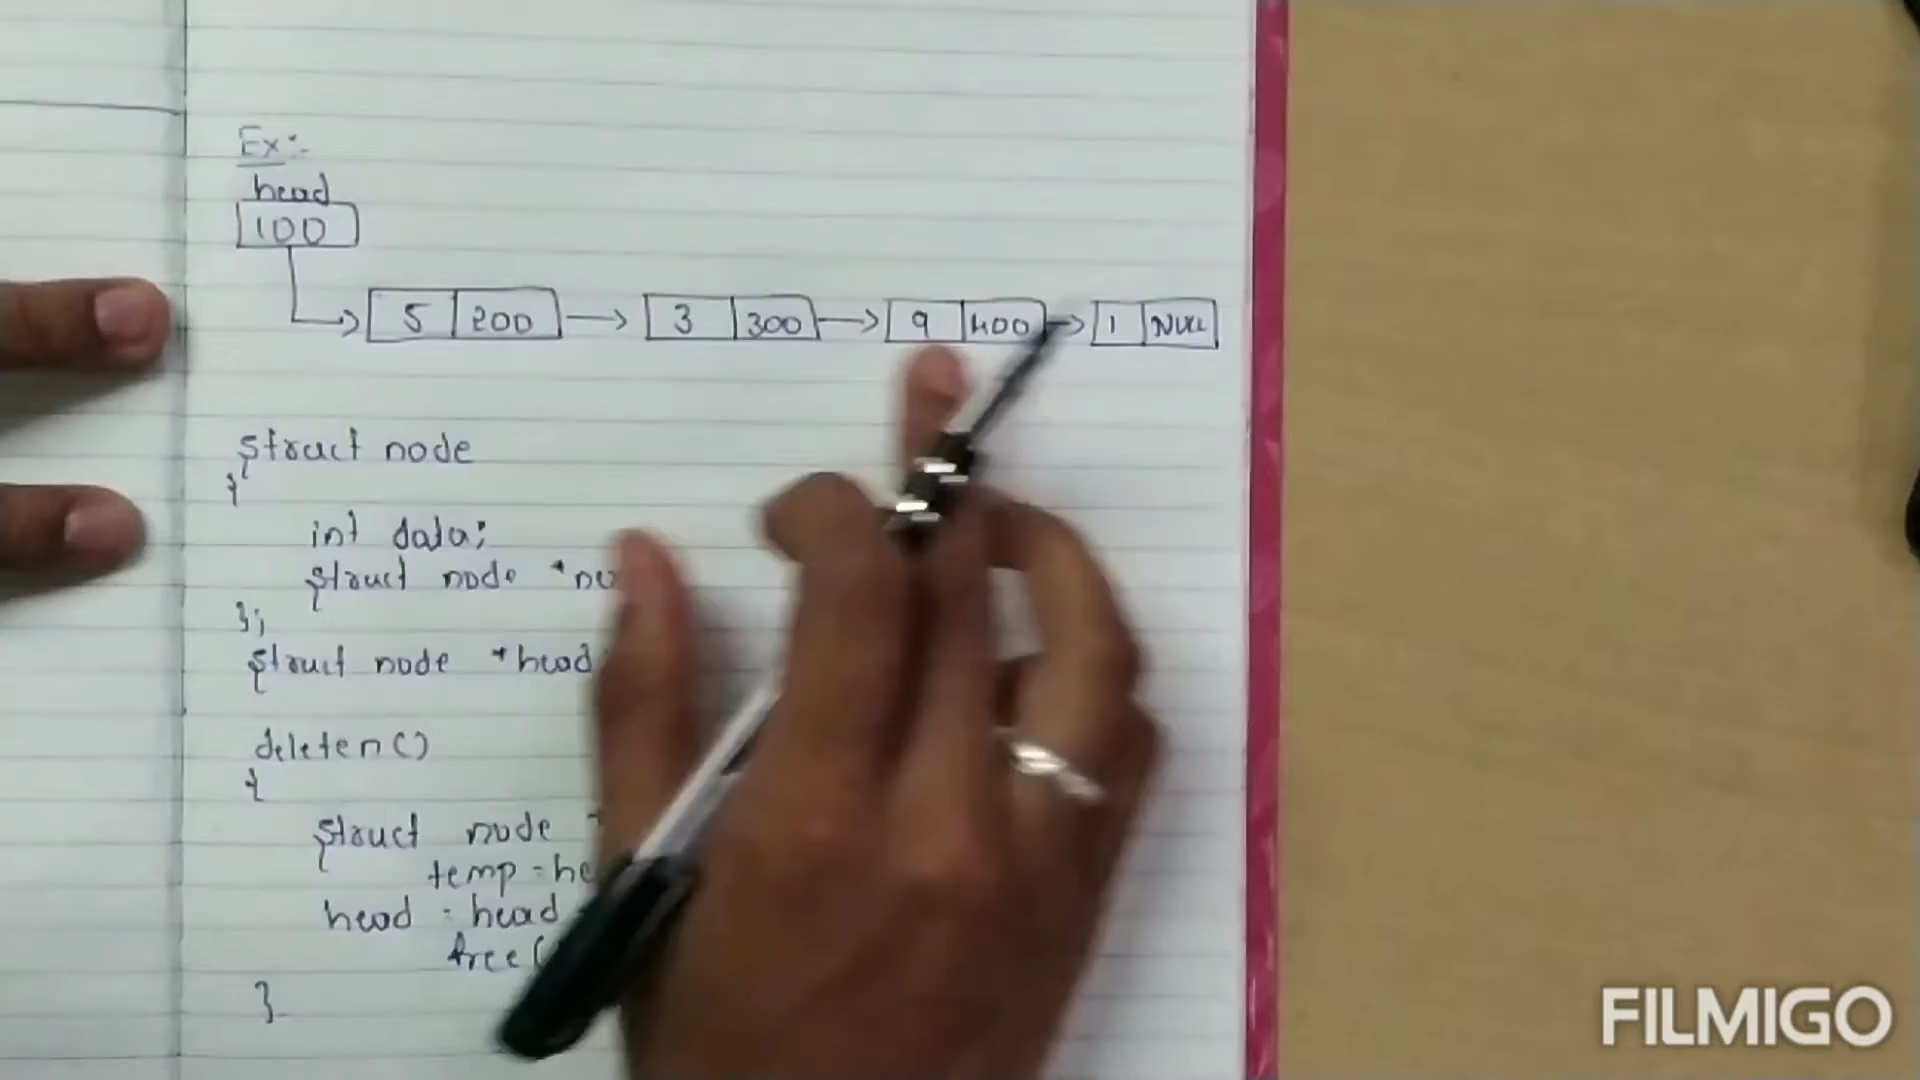 Ex:-
head
100
5 200 3 300 9 400 1 NULL
struct node
{
int data;
struct node *
};
struct node *head
deleten()
{
struct node
temp = 
head = head
free(
}
FILMIGO